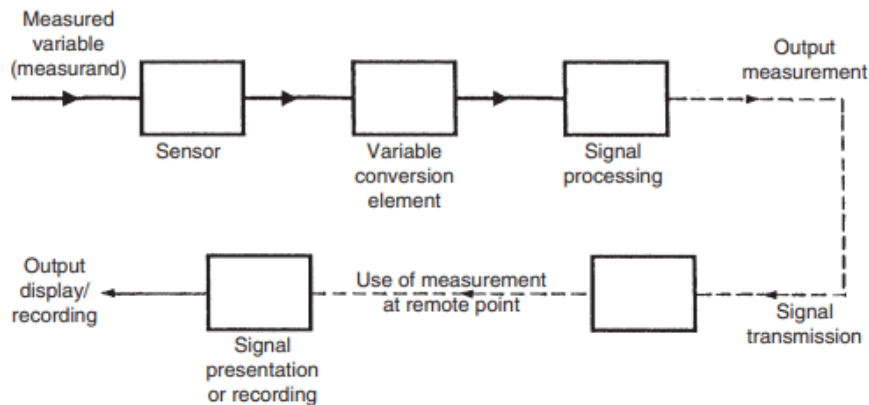 Measured
variable
(measurand)
Output
measurement
Sensor
Variable
conversion
element
Signal
processing
Output
display/
recording
Use of measurement
at remote point
Signal
transmission
Signal
presentation
or recording